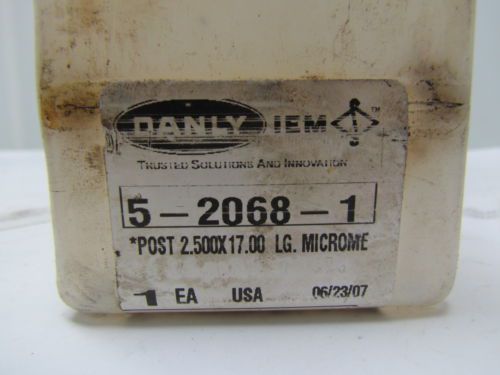 DANLY IEM ™
TRUSTED SOLUTIONS AND INNOVATION
5-2068-1
*POST 2.500X17.00 LG. MICROME
1 EA USA 06/23/07